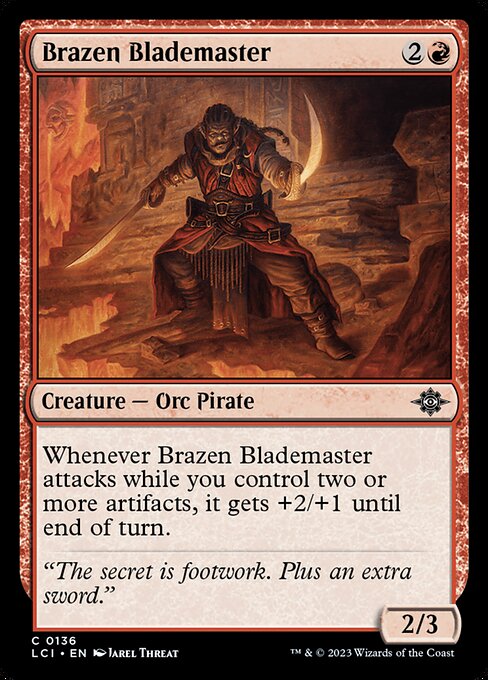 Brazen Blademaster 2
Creature — Orc Pirate
Whenever Brazen Blademaster
attacks while you control two or
more artifacts, it gets +2/+1 until
end of turn.
“The secret is footwork. Plus an extra
sword.”
2/3
C 0136
LCI • EN Jarel Threat
™ & © 2023 Wizards of the Coast